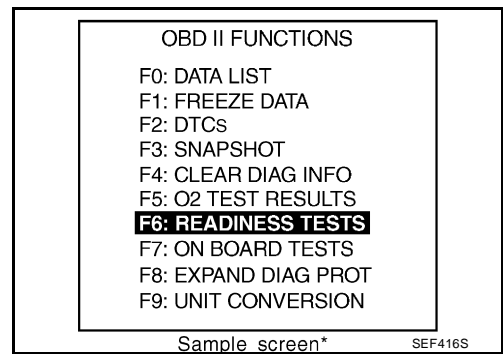 OBD II FUNCTIONS
F0: DATA LIST
F1: FREEZE DATA
F2: DTCs
F3: SNAPSHOT
F4: CLEAR DIAG INFO
F5: O2 TEST RESULTS
F6: READINESS TESTS
F7: ON BOARD TESTS
F8: EXPAND DIAG PROT
F9: UNIT CONVERSION
Sample screen* SEF416S